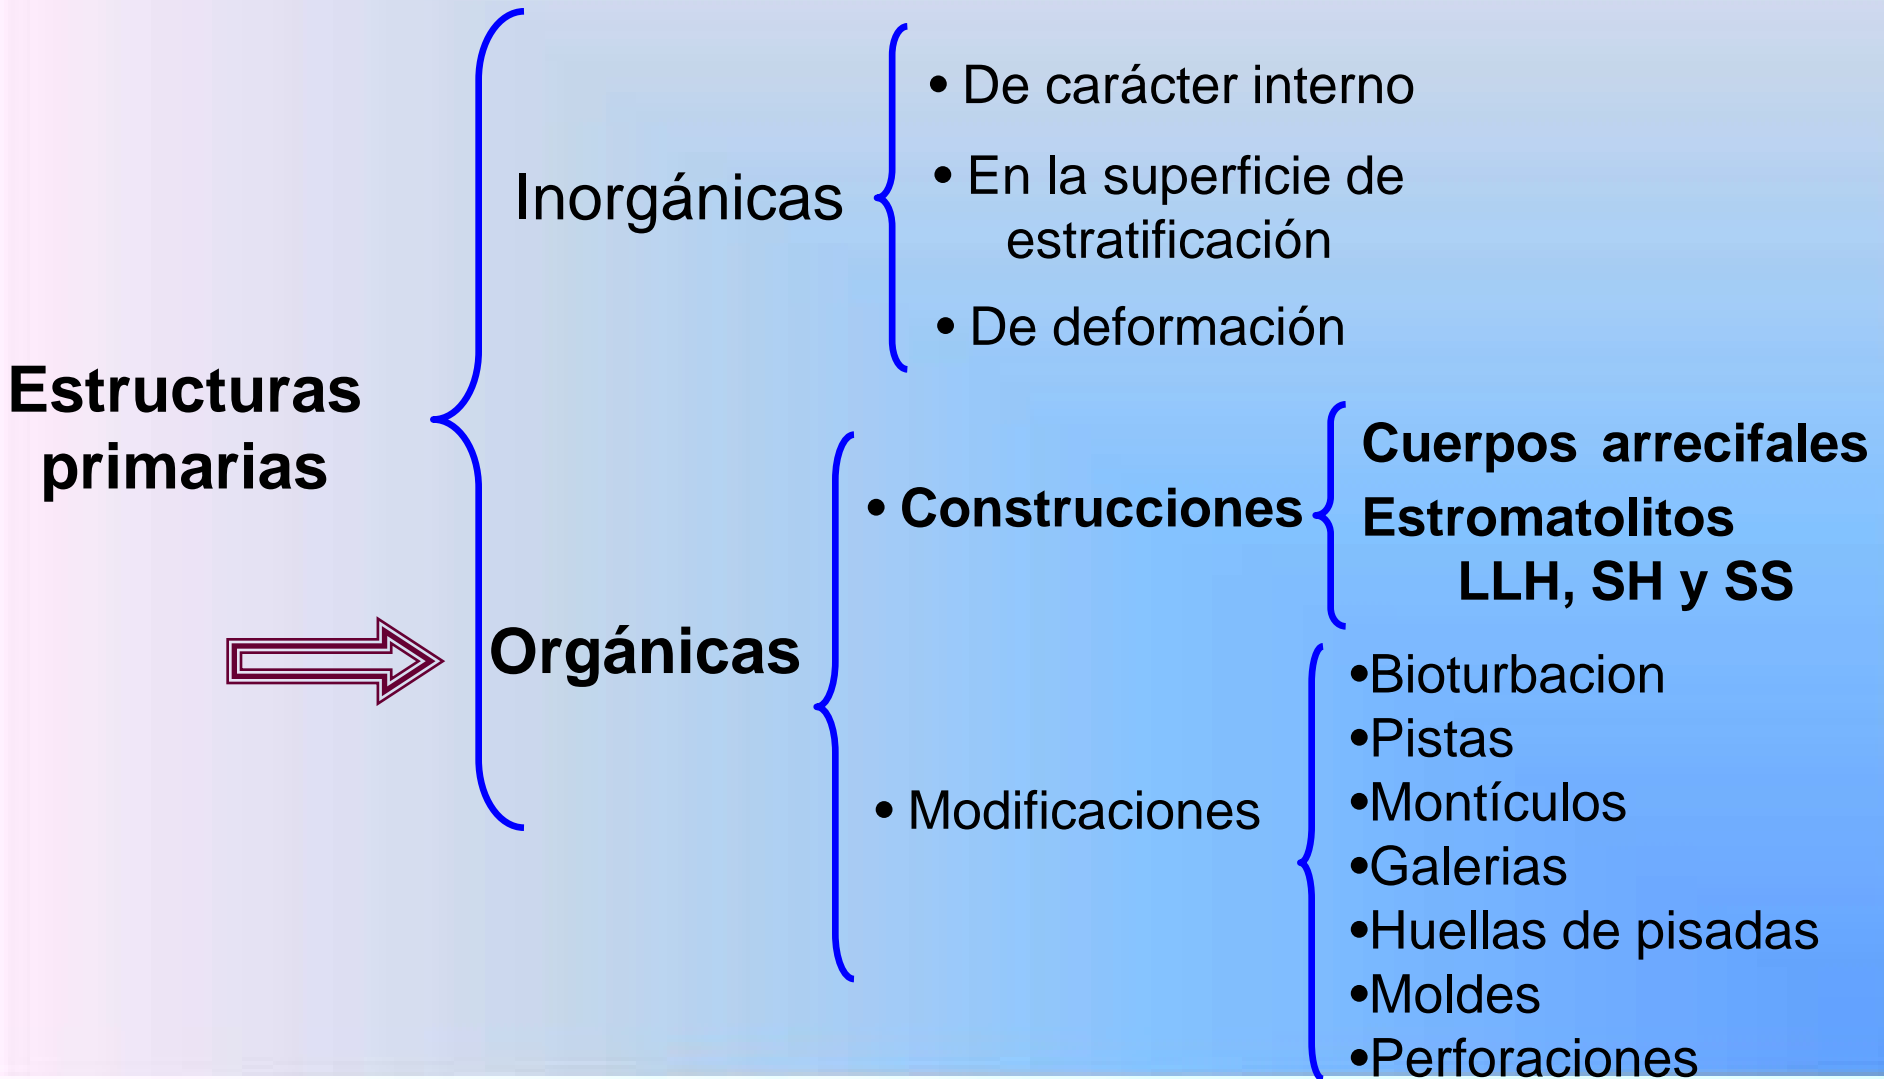 Estructuras
primarias
Inorgánicas
• De carácter interno
• En la superficie de
estratificación
• De deformación
Orgánicas
• Construcciones
Cuerpos arrecifales
Estromatolitos
LLH, SH y SS
• Modificaciones
•Bioturbacion
•Pistas
•Montículos
•Galerias
•Huellas de pisadas
•Moldes
•Perforaciones